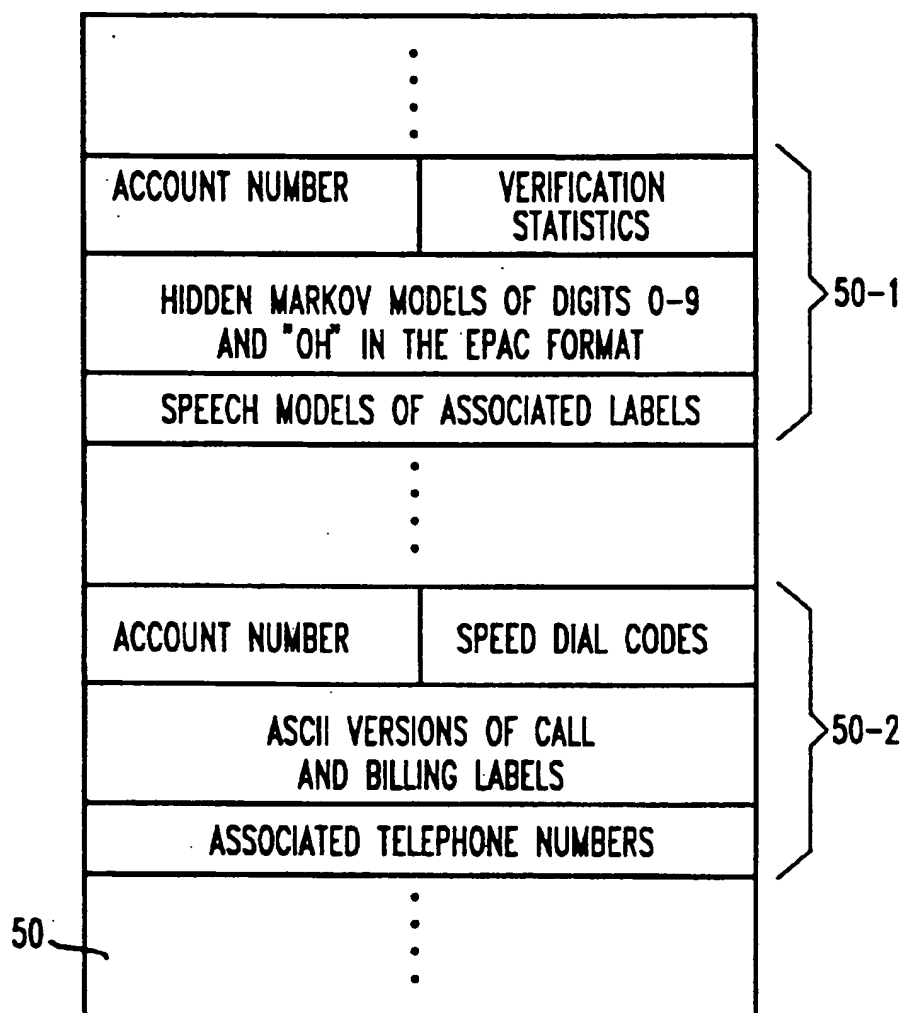 ACCOUNT NUMBER
VERIFICATION
STATISTICS
HIDDEN MARKOV MODELS OF DIGITS 0-9
AND "OH" IN THE EPAC FORMAT
SPEECH MODELS OF ASSOCIATED LABELS
50-1
ACCOUNT NUMBER
SPEED DIAL CODES
ASCII VERSIONS OF CALL
AND BILLING LABELS
ASSOCIATED TELEPHONE NUMBERS
50-2
50